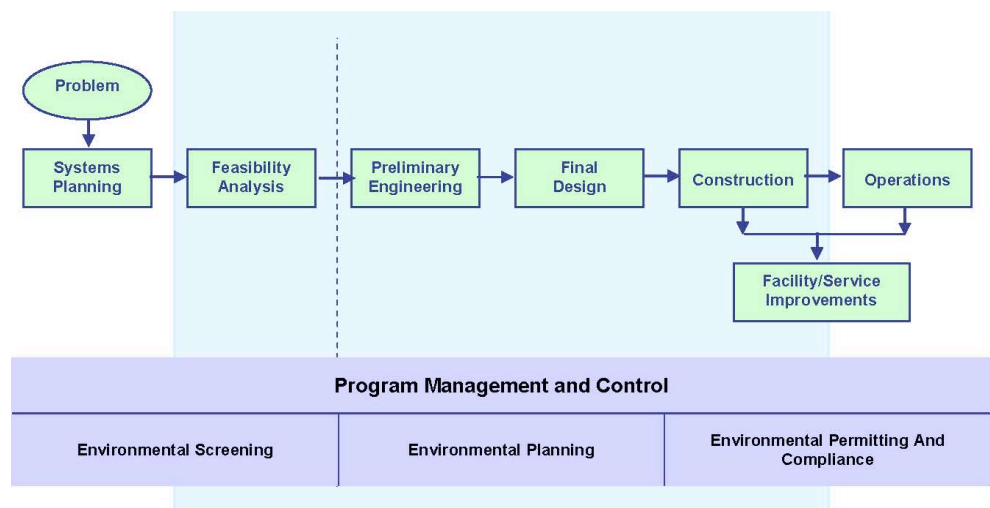 Problem
Systems
Planning
Feasibility
Analysis
Preliminary
Engineering
Final
Design
Construction
Operations
Facility/Service
Improvements
Program Management and Control
Environmental Screening
Environmental Planning
Environmental Permitting And
Compliance